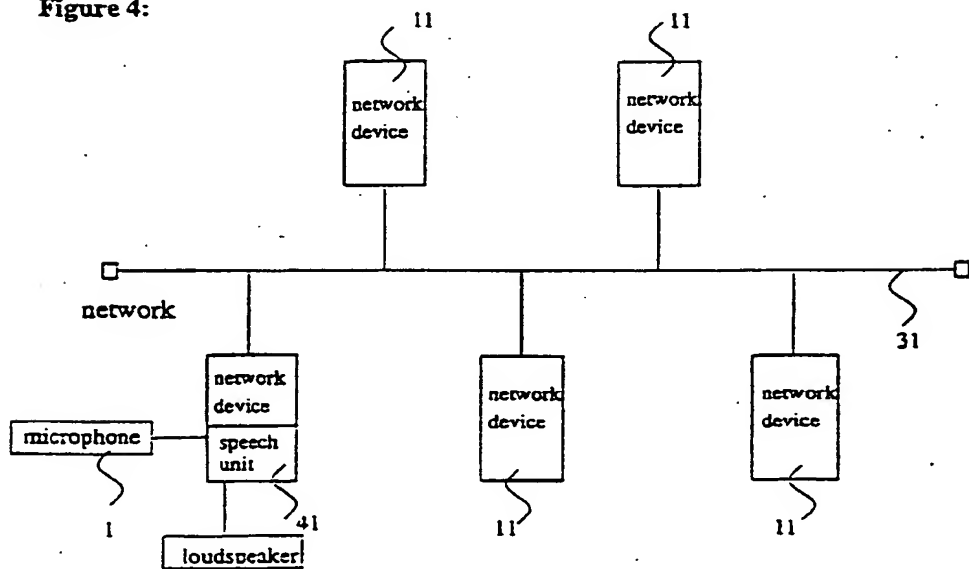 Figure 4:
11
11
network
device
network
device
network
31
network
device
speech
unit
microphone
network
device
network
device
1
41
11
11
loudspeaker